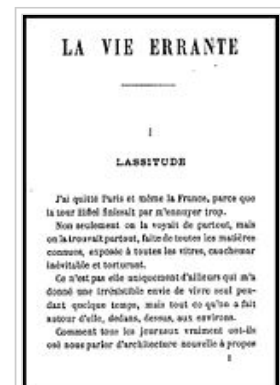 LA VIE ERRANTE
I
LASSITUDE
J'ai quitté Paris et même la France, parce que
la tour Eiffel finissait par m'ennuyer trop.
Non seulement on la voyait de partout, mais
on la trouvait partout, faite de toutes les matières
connues, exposée à toutes les vitres, cauchemar
inévitable et torturant.
Ce n'est pas elle uniquement d'ailleurs qui m'a
donné une irrésistible envie de vivre seul pen-
dant quelque temps, mais tout ce qu'on a fait
autour d'elle, dedans, dessus, aux environs.
Comment tous les journaux vraiment ont-ils
osé nous parler d'architecture nouvelle à propos
1